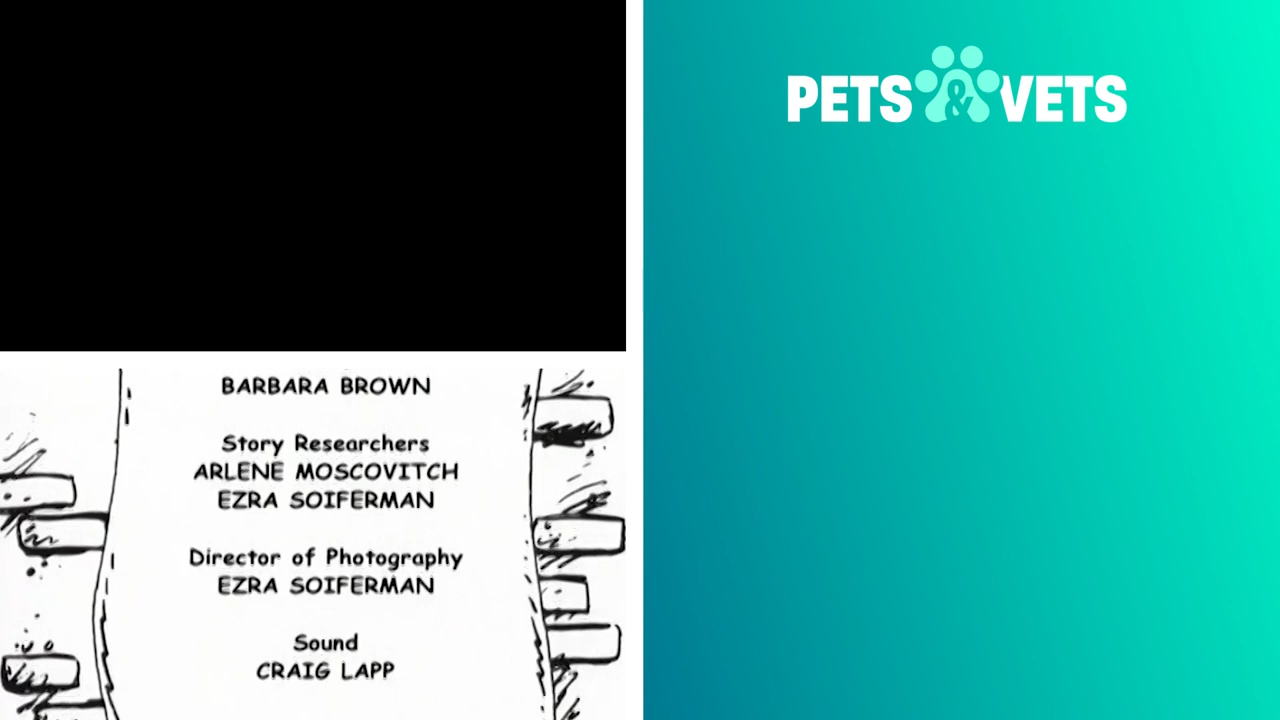 BARBARA BROWN
Story Researchers
ARLENE MOSCOVITCH
EZRA SOIFERMAN
Director of Photography
EZRA SOIFERMAN
Sound
CRAIG LAPP
PETS & VETS